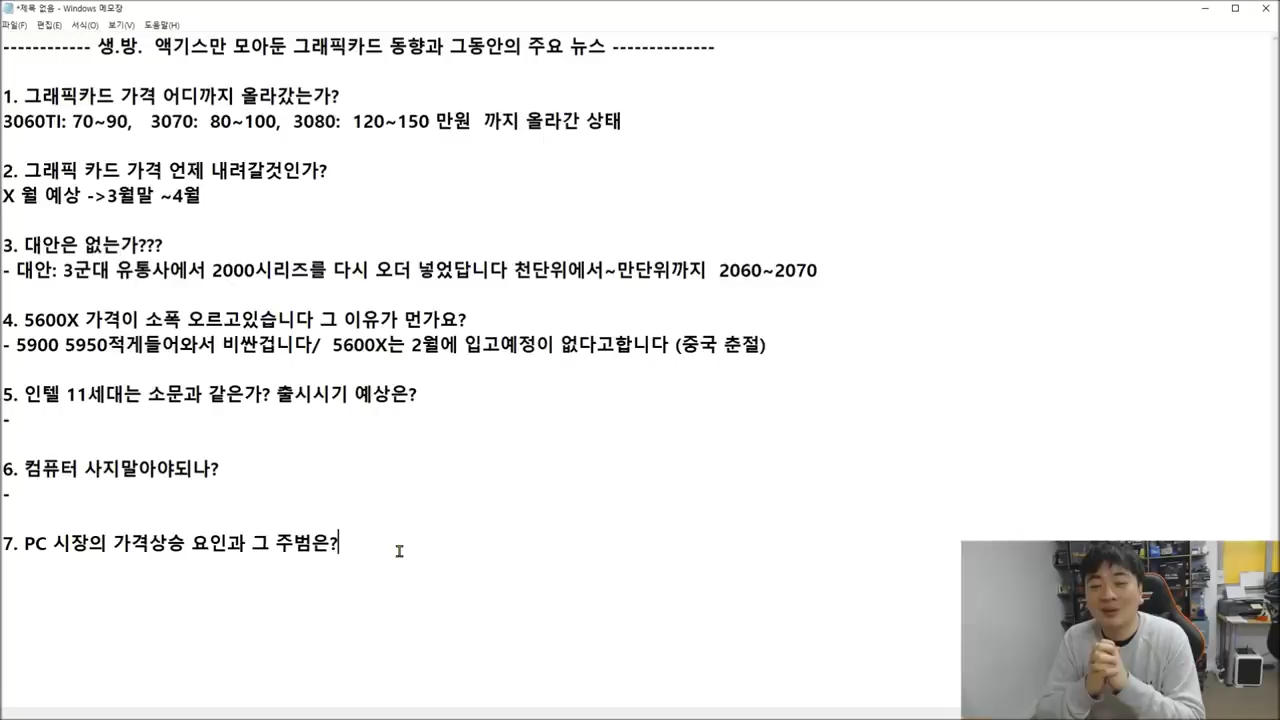 *제목 없음 - Windows 메모장
파일(F) 편집(E) 서식(O) 보기(V) 도움말(H)
------------ 생.방. 액기스만 모아둔 그래픽카드 동향과 그동안의 주요 뉴스 --------------
1. 그래픽카드 가격 어디까지 올라갔는가?
3060TI: 70~90, 3070: 80~100, 3080: 120~150 만원 까지 올라간 상태
2. 그래픽 카드 가격 언제 내려갈것인가?
X 월 예상 ->3월말 ~4월
3. 대안은 없는가???
- 대안: 3군대 유통사에서 2000시리즈를 다시 오더 넣었답니다 천단위에서~만단위까지 2060~2070
4. 5600X 가격이 소폭 오르고있습니다 그 이유가 먼가요?
- 5900 5950적게들어와서 비싼겁니다/ 5600X는 2월에 입고예정이 없다고합니다 (중국 춘절)
5. 인텔 11세대는 소문과 같은가? 출시시기 예상은?
-
6. 컴퓨터 사지말아야되나?
-
7. PC 시장의 가격상승 요인과 그 주범은?